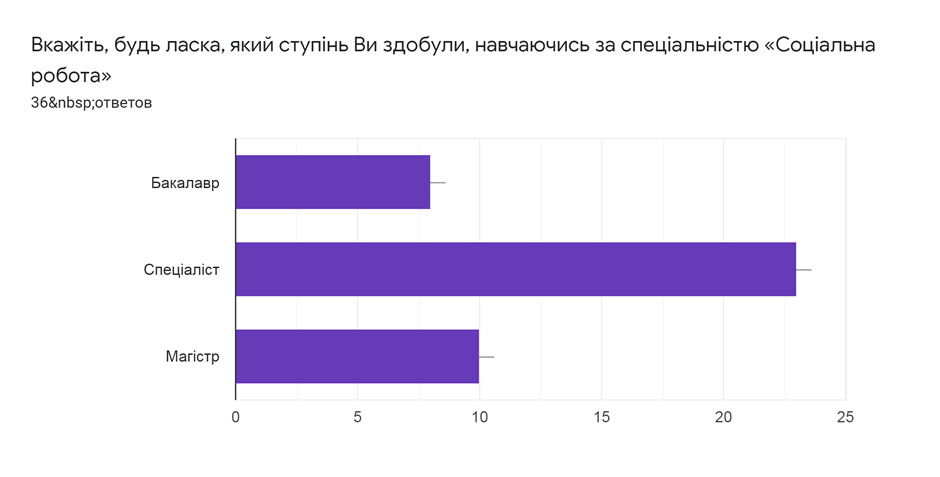 Вкажіть, будь ласка, який ступінь Ви здобули, навчаючись за спеціальністю «Соціальна
робота»
36&nbsp;ответов
Бакалавр
Спеціаліст
Магістр
0 5 10 15 20 25